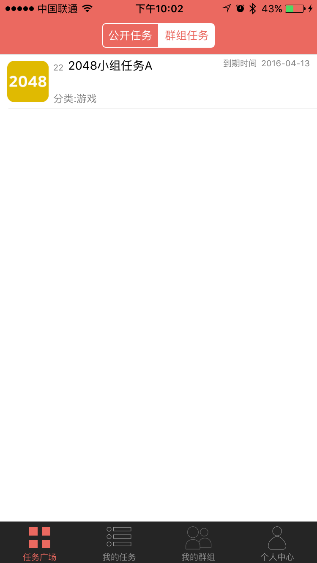 中国联通 下午10:02 43%
公开任务 群组任务
2048 22 2048小组任务A 到期时间 2016-04-13
分类:游戏
任务广场 我的任务 我的群组 个人中心